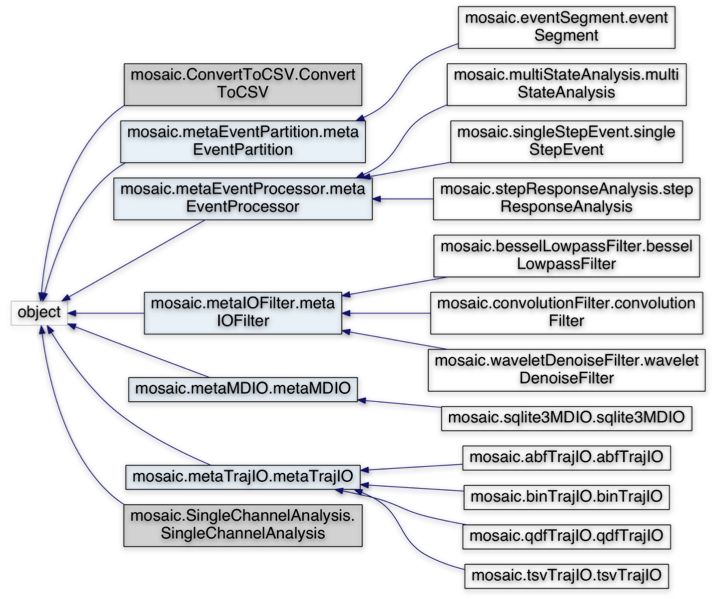 mosaic.eventSegment.event
Segment
mosaic.ConvertToCSV.Convert
ToCSV
mosaic.multiStateAnalysis.multi
StateAnalysis
mosaic.metaEventPartition.meta
EventPartition
mosaic.singleStepEvent.single
StepEvent
mosaic.metaEventProcessor.meta
EventProcessor
mosaic.stepResponseAnalysis.step
ResponseAnalysis
mosaic.besselLowpassFilter.bessel
LowpassFilter
object
mosaic.metaIOFilter.meta
IOFilter
mosaic.convolutionFilter.convolution
Filter
mosaic.waveletDenoiseFilter.wavelet
DenoiseFilter
mosaic.metaMDIO.metaMDIO
mosaic.sqlite3MDIO.sqlite3MDIO
mosaic.abfTrajIO.abfTrajIO
mosaic.metaTrajIO.metaTrajIO
mosaic.binTrajIO.binTrajIO
mosaic.SingleChannelAnalysis.
SingleChannelAnalysis
mosaic.qdfTrajIO.qdfTrajIO
mosaic.tsvTrajIO.tsvTrajIO